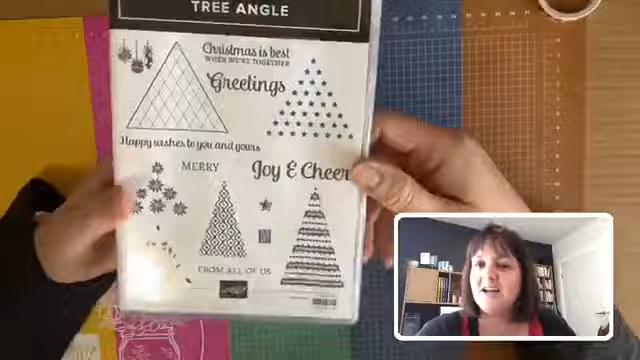 TREE ANGLE
Christmas is best
WHEN WE'RE TOGETHER
Greetings
Happy wishes to you and yours
MERRY
Joy & Cheer
FROM ALL OF US